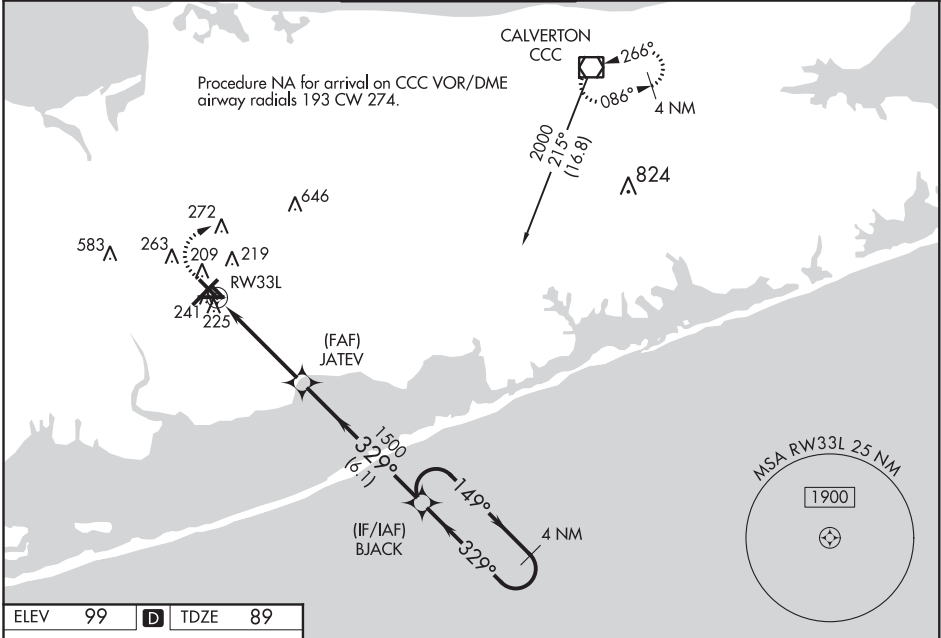 CALVERTON
CCC
266°
086°
4 NM
Procedure NA for arrival on CCC VOR/DME
airway radials 193 CW 274.
2000
215°
(16.8)
824
646
272
583
263
209
219
RW33L
241
225
(FAF)
JATEV
1500
329°
(6.1)
149°
(IF/IAF)
BJACK
4 NM
329°
MSA RW33L 25 NM
1900
ELEV 99 D TDZE 89